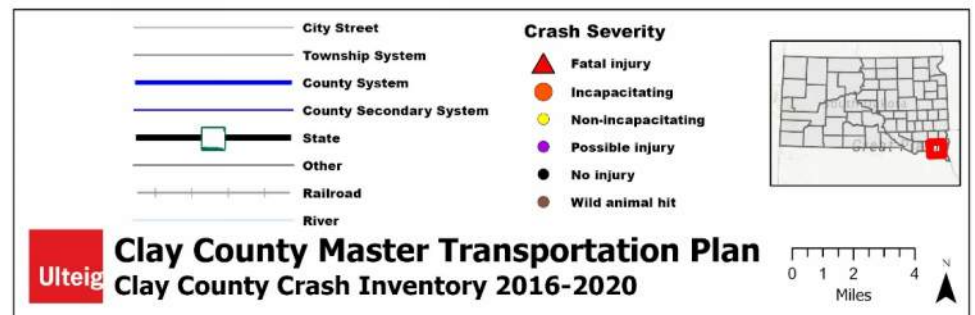 City Street
Township System
County System
County Secondary System
State
Other
Railroad
River
Crash Severity
Fatal injury
Incapacitating
Non-incapacitating
Possible injury
No injury
Wild animal hit
Ulteig
Clay County Master Transportation Plan
Clay County Crash Inventory 2016-2020
0 1 2 4
Miles
N